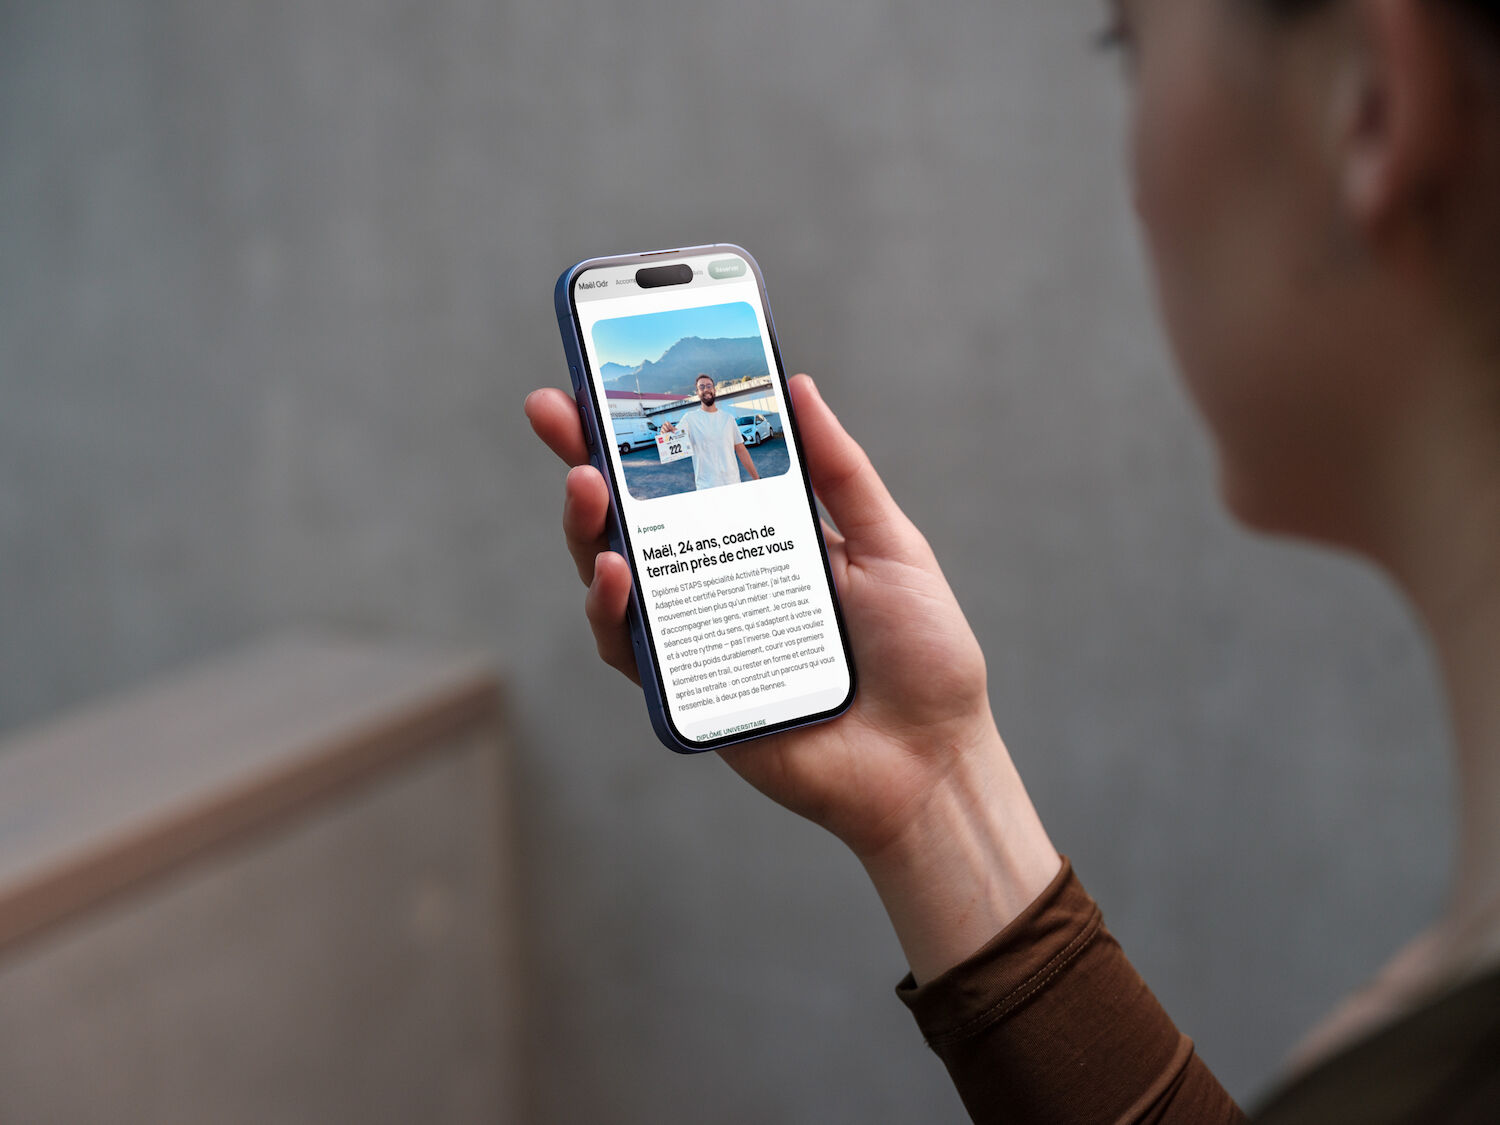 Maël Gdr
Réserver
222
À propos
Maël, 24 ans, coach de
terrain près de chez vous
Diplômé STAPS spécialité Activité Physique
Adaptée et certifié Personal Trainer, j'ai fait du
mouvement bien plus qu'un métier : une manière
d'accompagner les gens, vraiment. Je crois aux
séances qui ont du sens, qui s'adaptent à votre vie
et à votre rythme – pas l'inverse. Que vous vouliez
perdre du poids durablement, courir vos premiers
kilomètres en trail, ou rester en forme et entouré
après la retraite : on construit un parcours qui vous
ressemble, à deux pas de Rennes.
DIPLÔME UNIVERSITAIRE